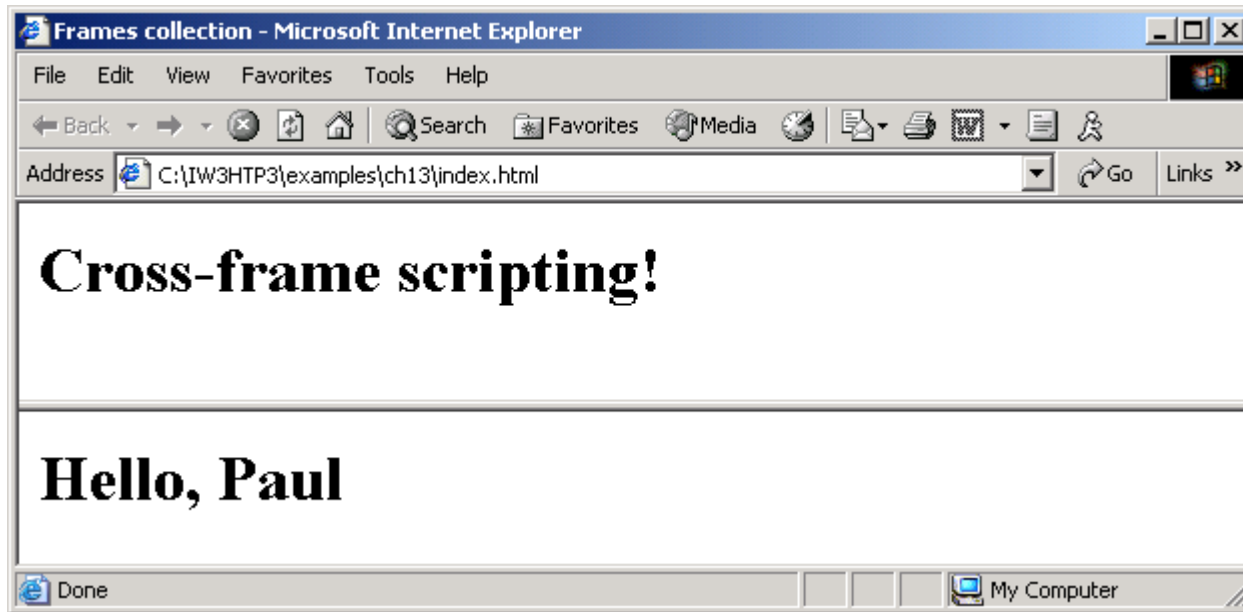 Frames collection - Microsoft Internet Explorer
File Edit View Favorites Tools Help
Back Search Favorites Media W
Address C:\IW3HTP3\examples\ch13\index.html Go Links »
Cross-frame scripting!
Hello, Paul
Done My Computer